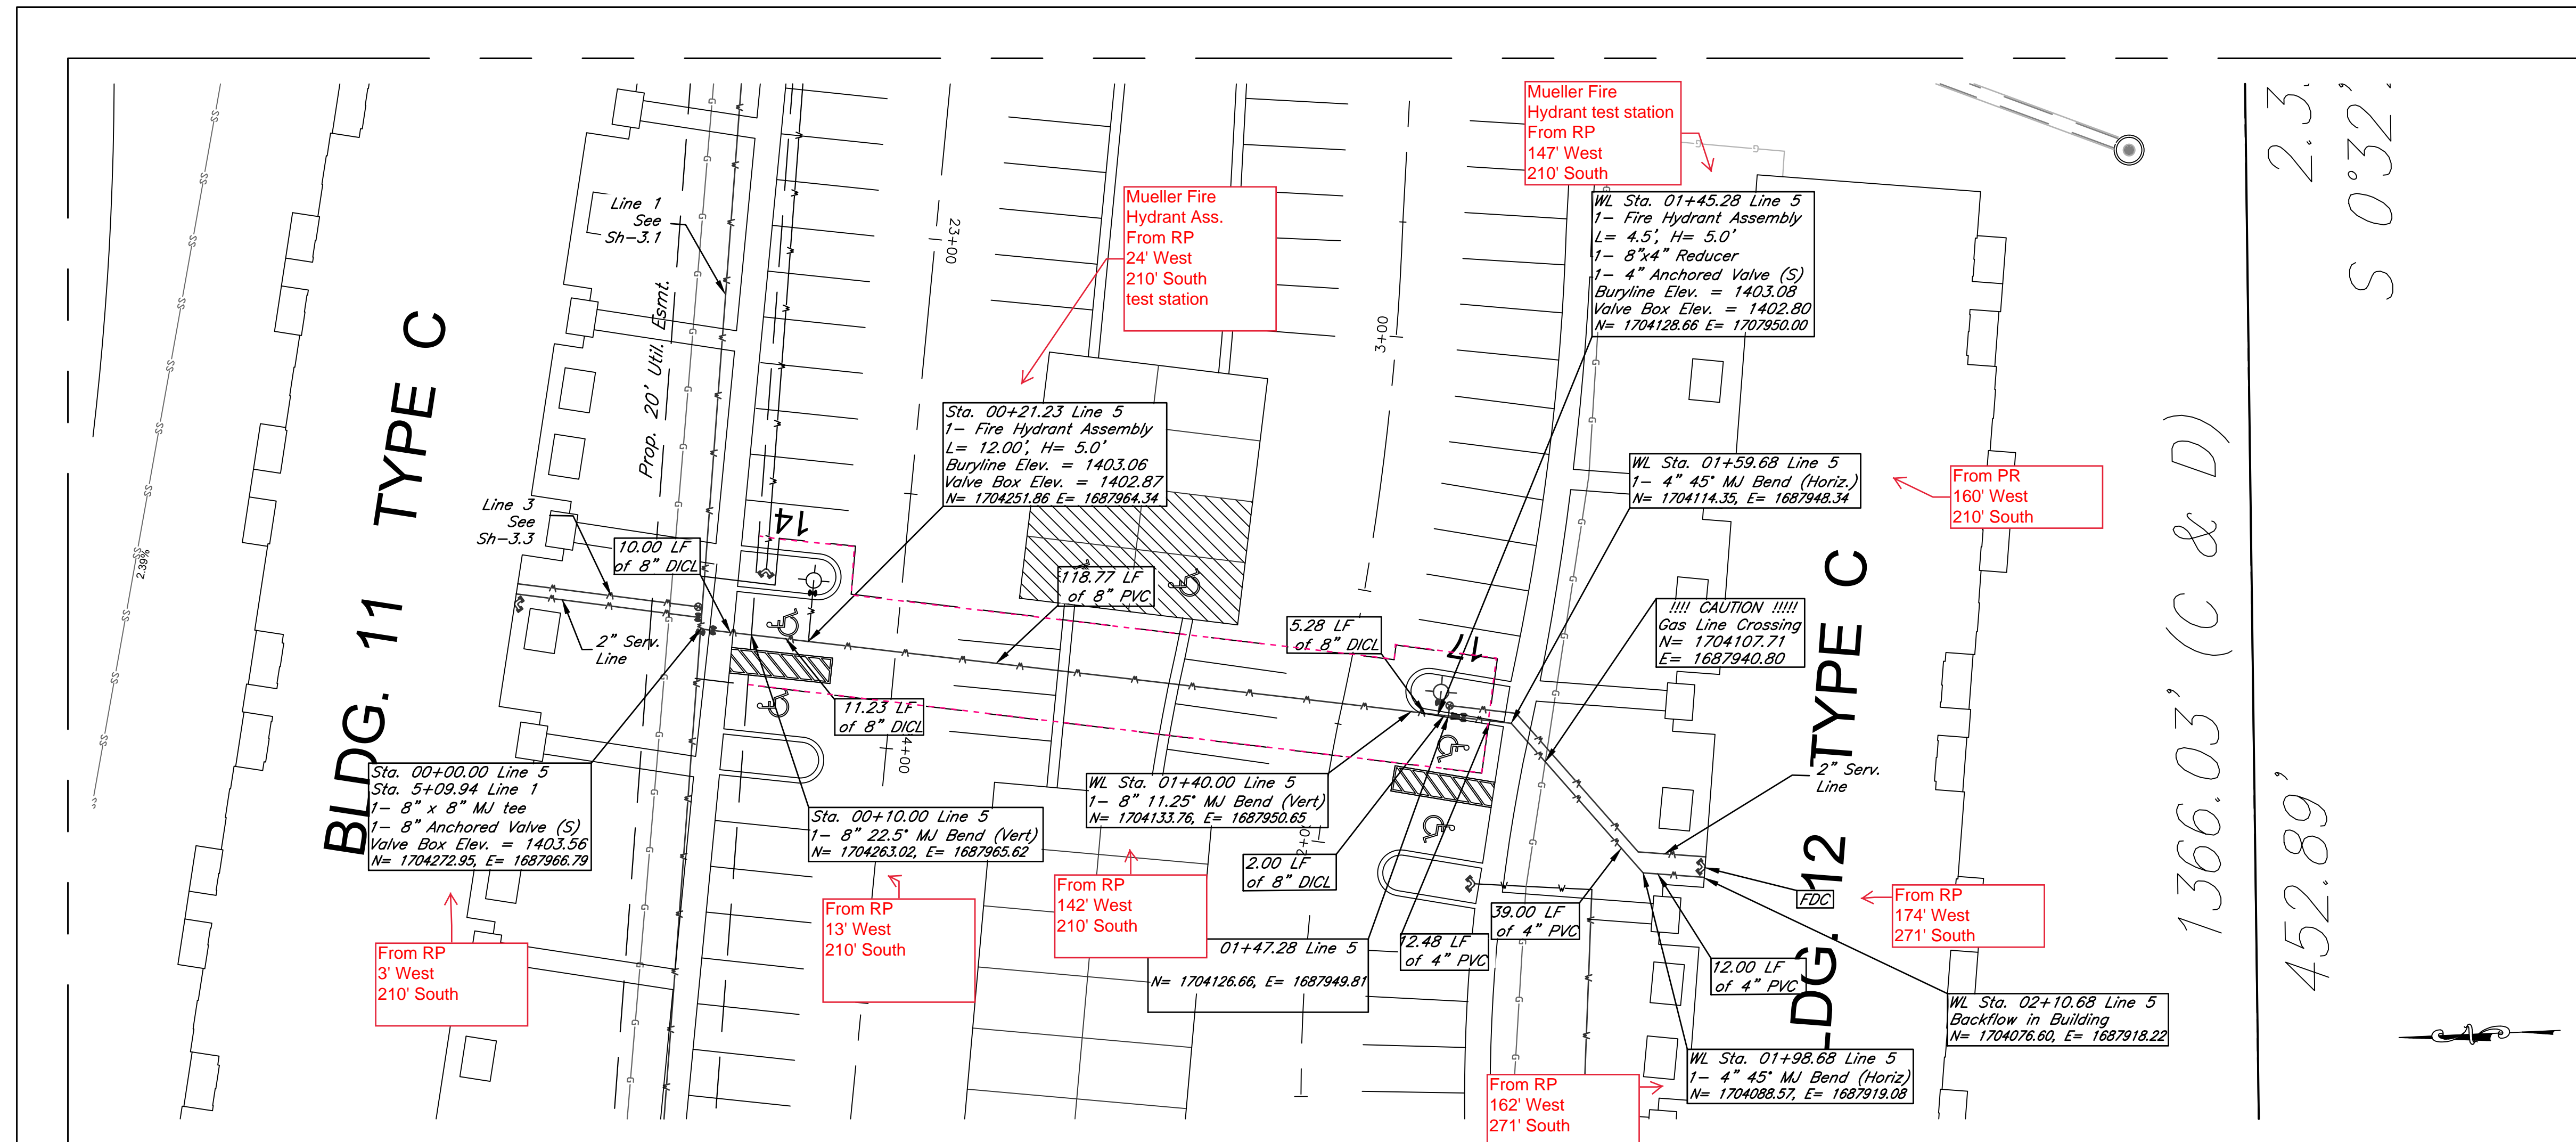 Mueller Fire
Hydrant test station
From RP
147' West
210' South
Mueller Fire
Hydrant Ass.
From RP
24' West
210' South
test station
WL Sta. 01+45.28 Line 5
1- Fire Hydrant Assembly
L= 4.5', H= 5.0'
1- 8"x4" Reducer
1- 4" Anchored Valve (S)
Buryline Elev. = 1403.08
Valve Box Elev. = 1402.80
N= 1704128.66 E= 1707950.00
Line 1
See
Sh-3.1
Prop. 20' Util. Esmt.
23+00
3+00
BLDG. 11 TYPE C
Sta. 00+21.23 Line 5
1- Fire Hydrant Assembly
L= 12.00', H= 5.0'
Buryline Elev. = 1403.06
Valve Box Elev. = 1402.87
N= 1704251.86 E= 1687964.34
WL Sta. 01+59.68 Line 5
1- 4" 45° MJ Bend (Horiz.)
N= 1704114.35, E= 1687948.34
From PR
160' West
210' South
Line 3
See
Sh-3.3
10.00 LF
of 8" DICL
14
118.77 LF
of 8" PVC
2.39%
SS
G
W
2" Serv.
Line
5.28 LF
of 8" DICL
17
!!!! CAUTION !!!!!
Gas Line Crossing
N= 1704107.71
E= 1687940.80
11.23 LF
of 8" DICL
4+00
Sta. 00+00.00 Line 5
Sta. 5+09.94 Line 1
1- 8" x 8" MJ tee
1- 8" Anchored Valve (S)
Valve Box Elev. = 1403.56
N= 1704272.95, E= 1687966.79
Sta. 00+10.00 Line 5
1- 8" 22.5° MJ Bend (Vert)
N= 1704263.02, E= 1687965.62
WL Sta. 01+40.00 Line 5
1- 8" 11.25° MJ Bend (Vert)
N= 1704133.76, E= 1687950.65
2" Serv.
Line
2.00 LF
of 8" DICL
FDC
From RP
174' West
271' South
From RP
142' West
210' South
From RP
13' West
210' South
From RP
3' West
210' South
01+47.28 Line 5
N= 1704126.66, E= 1687949.81
12.48 LF
of 4" PVC
39.00 LF
of 4" PVC
12.00 LF
of 4" PVC
LDG. 12 TYPE C
WL Sta. 02+10.68 Line 5
Backflow in Building
N= 1704076.60, E= 1687918.22
WL Sta. 01+98.68 Line 5
1- 4" 45° MJ Bend (Horiz)
N= 1704088.57, E= 1687919.08
From RP
162' West
271' South
1366.03' (C & D)
452.89'
2.3
S 0°32'